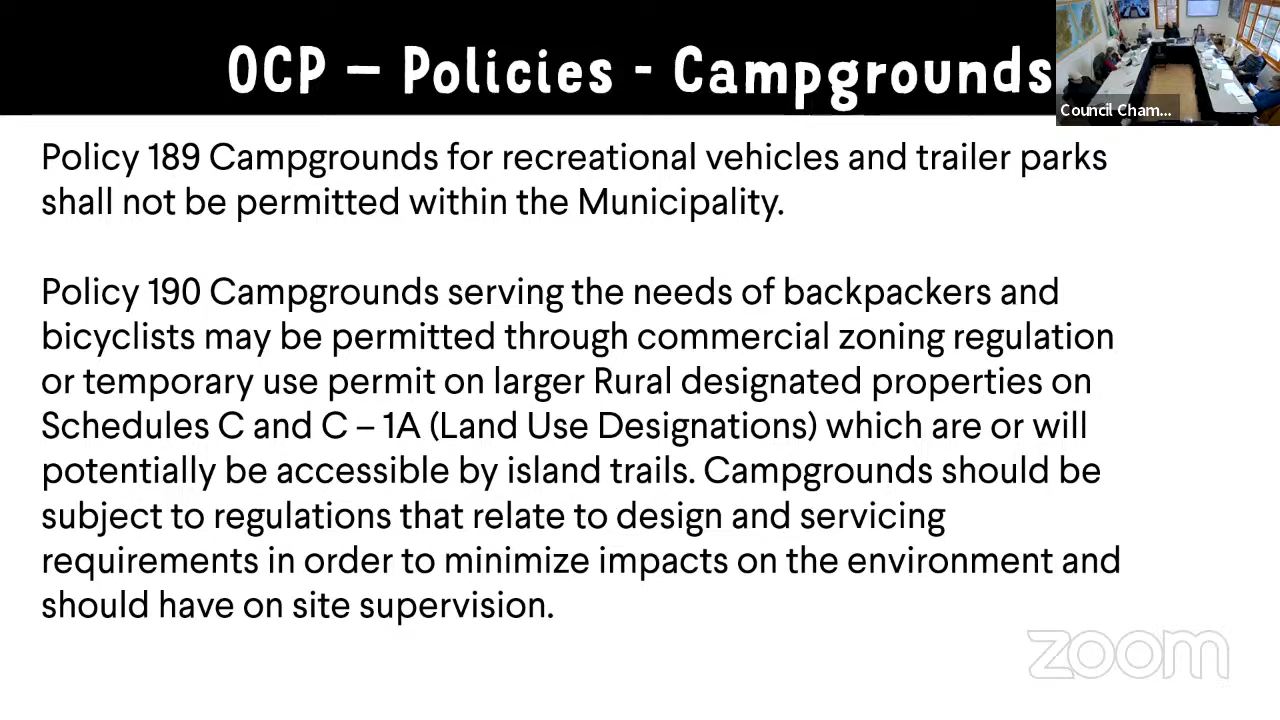 OCP – Policies - Campgrounds
Council Cham...
Policy 189 Campgrounds for recreational vehicles and trailer parks
shall not be permitted within the Municipality.
Policy 190 Campgrounds serving the needs of backpackers and
bicyclists may be permitted through commercial zoning regulation
or temporary use permit on larger Rural designated properties on
Schedules C and C – 1A (Land Use Designations) which are or will
potentially be accessible by island trails. Campgrounds should be
subject to regulations that relate to design and servicing
requirements in order to minimize impacts on the environment and
should have on site supervision.
zoom